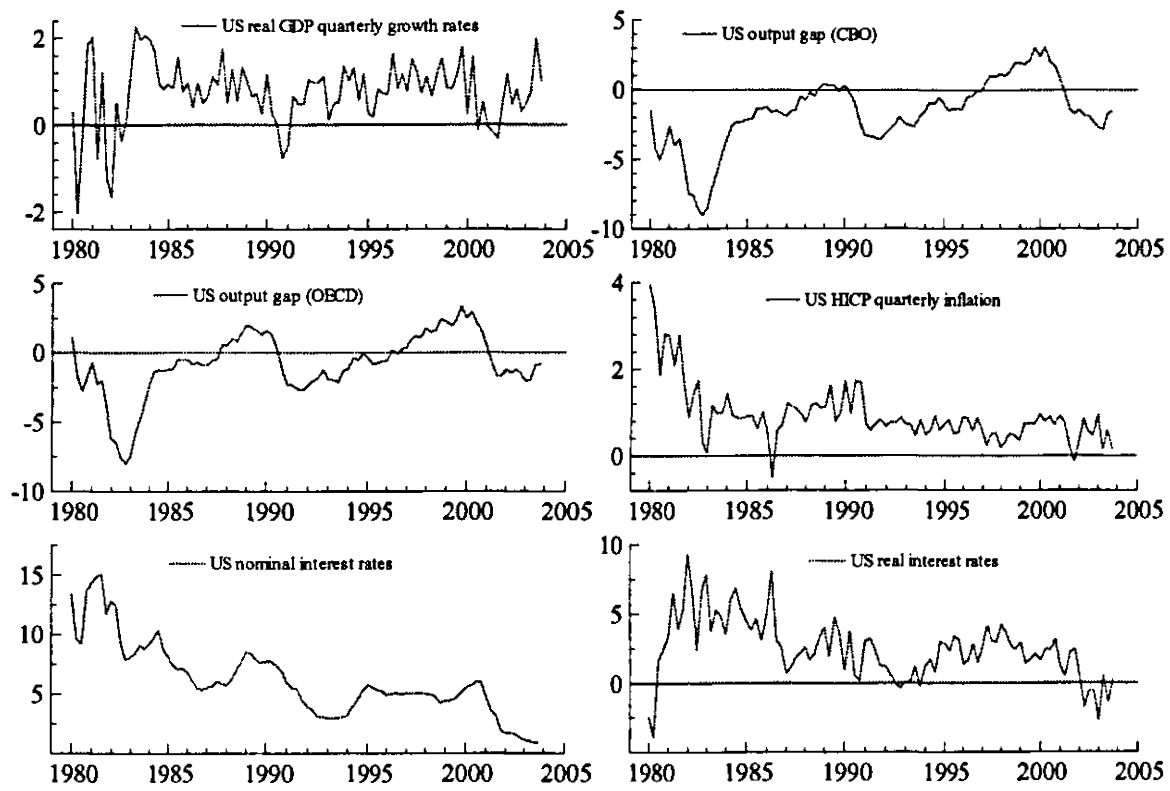 US real GDP quarterly growth rates
2
0
-2
1980 1985 1990 1995 2000 2005
US output gap (CBO)
5
0
-5
-10
1980 1985 1990 1995 2000 2005
US output gap (OECD)
5
0
-5
-10
1980 1985 1990 1995 2000 2005
US HICP quarterly inflation
4
2
0
1980 1985 1990 1995 2000 2005
US nominal interest rates
15
10
5
1980 1985 1990 1995 2000 2005
US real interest rates
10
5
0
1980 1985 1990 1995 2000 2005